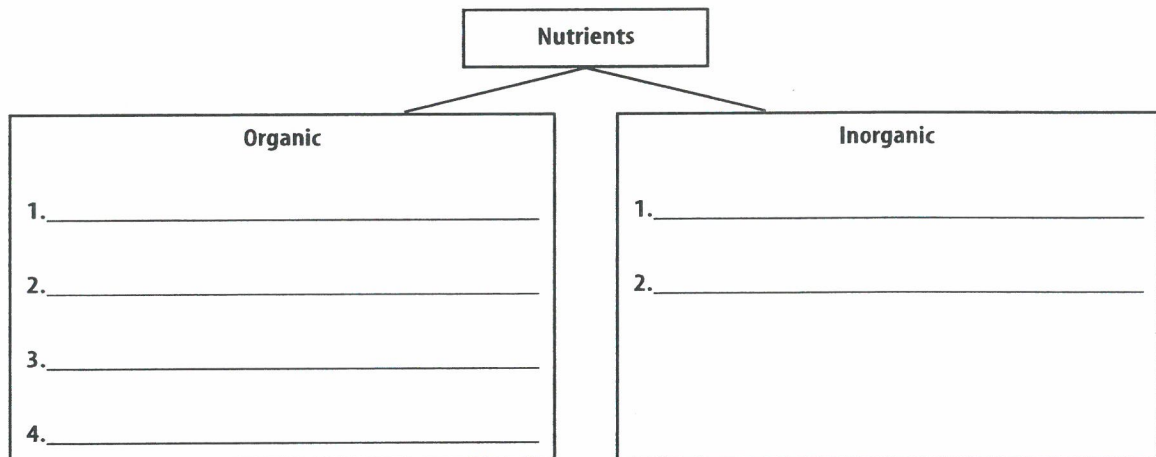 Nutrients
Organic
1.
2.
3.
4.
Inorganic
1.
2.